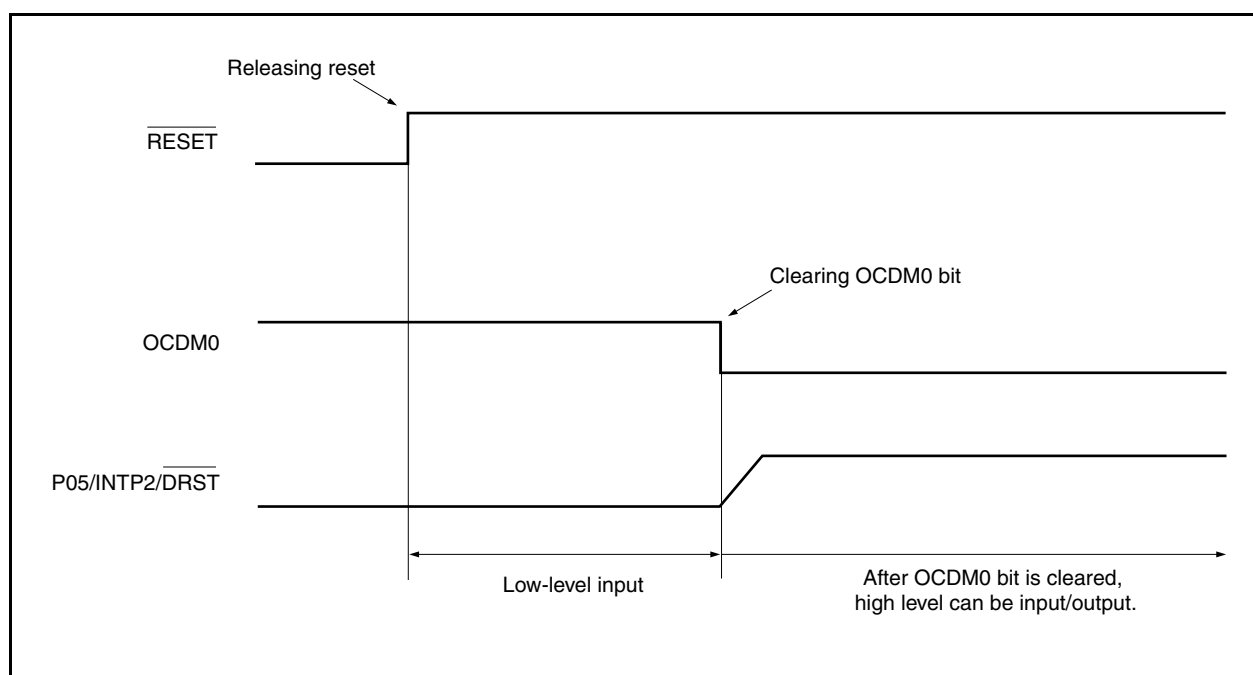 Releasing reset
RESET
Clearing OCDM0 bit
OCDM0
P05/INTP2/DRST
Low-level input
After OCDM0 bit is cleared,
high level can be input/output.